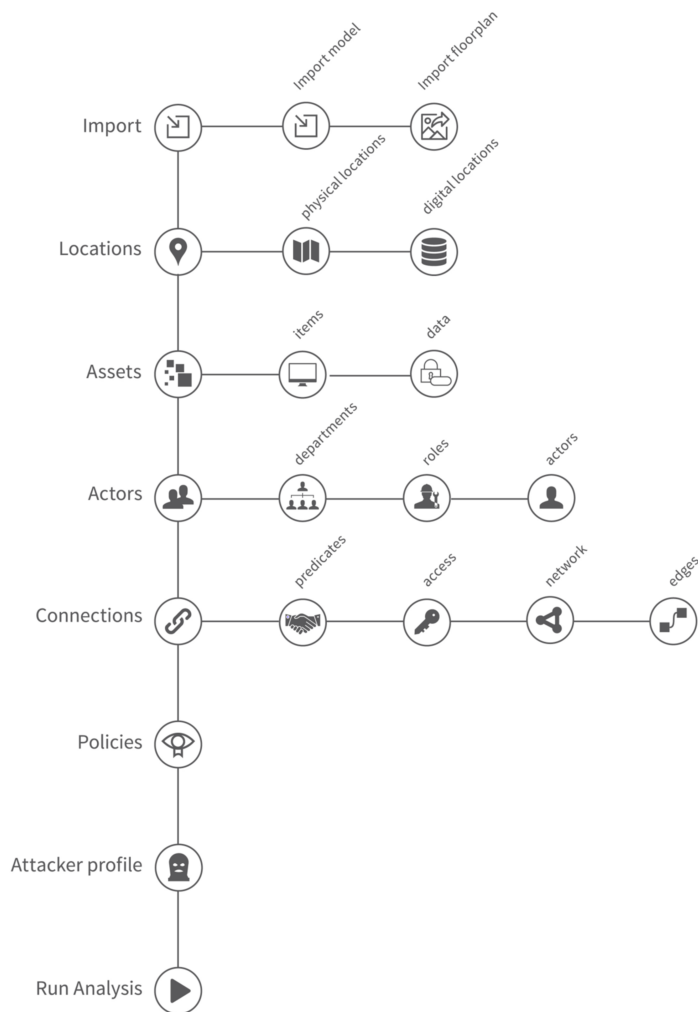 Import
Import model
Import floorplan
Locations
physical locations
digital locations
Assets
items
data
Actors
departments
roles
actors
Connections
predicates
access
network
edges
Policies
Attacker profile
Run Analysis